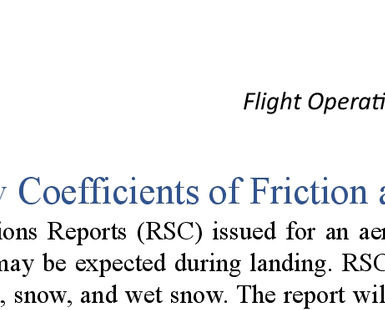 Flight Operati
y Coefficients of Friction a
ions Reports (RSC) issued for an aer
may be expected during landing. RSC
, snow, and wet snow. The report wil